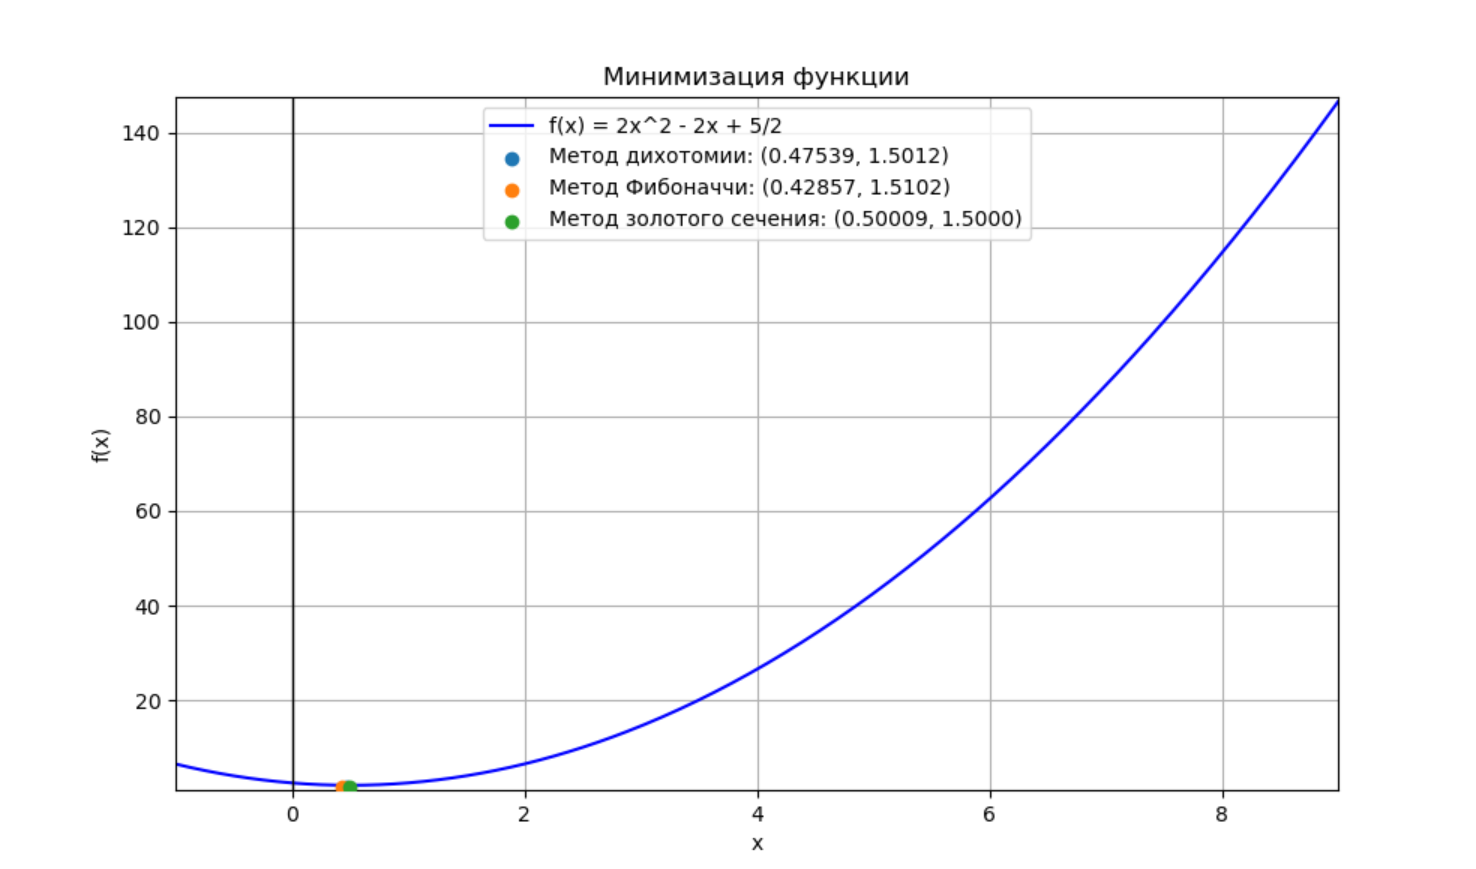 Минимизация функции
f(x) = 2x^2 - 2x + 5/2
Метод дихотомии: (0.47539, 1.5012)
Метод Фибоначчи: (0.42857, 1.5102)
Метод золотого сечения: (0.50009, 1.5000)
140
120
100
80
60
40
20
f(x)
0 2 4 6 8
x